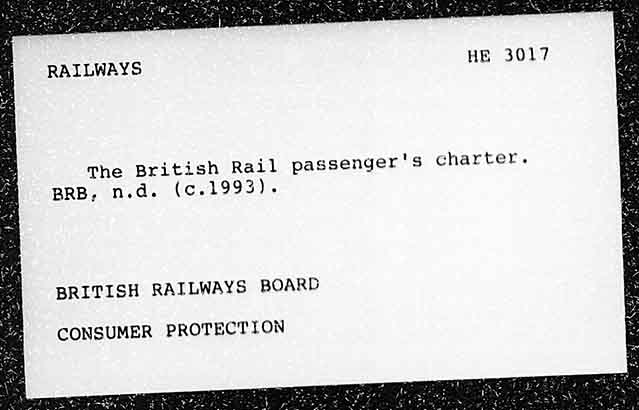 RAILWAYS HE 3017
The British Rail passenger's charter.
BRB, n.d. (c.1993).
BRITISH RAILWAYS BOARD
CONSUMER PROTECTION